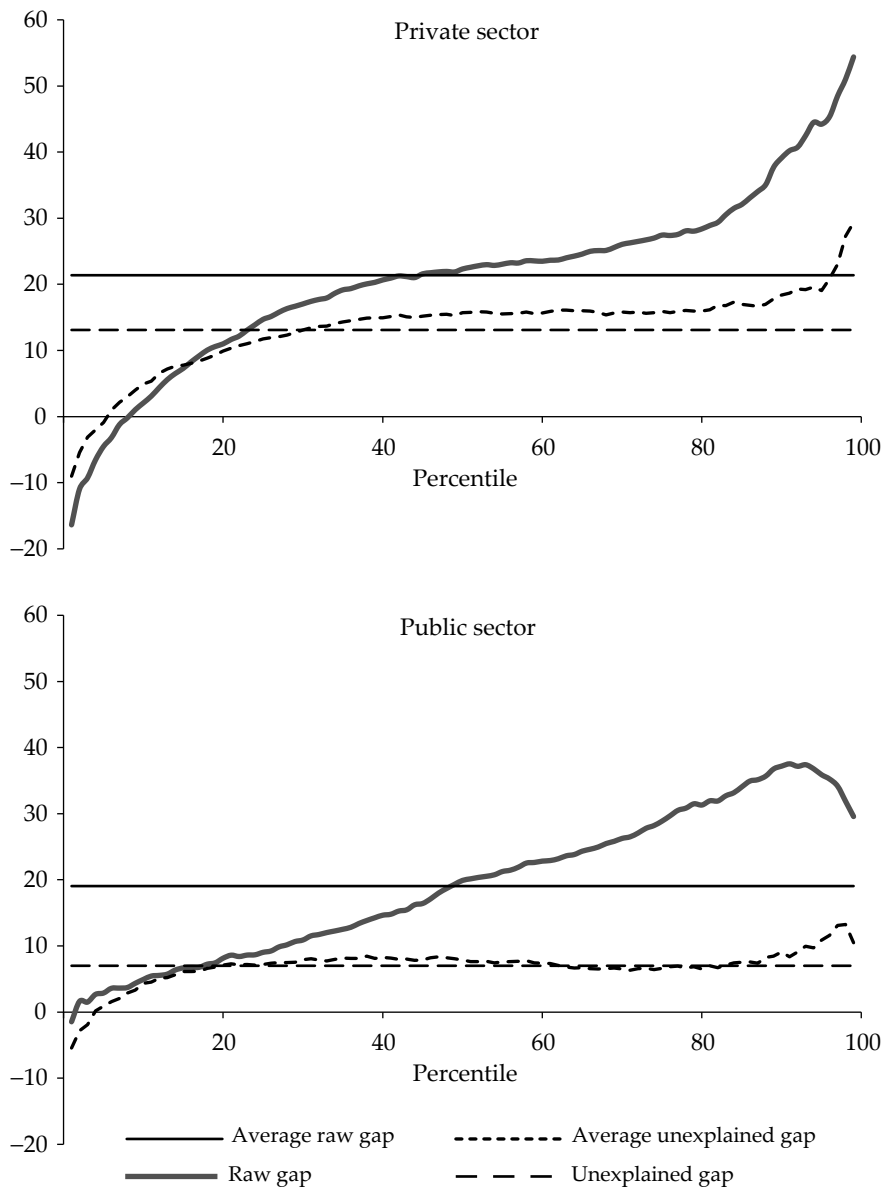 60
Private sector
50
40
30
20
10
0
20 40 60 80 100
Percentile
–10
–20
60
Public sector
50
40
30
20
10
0
20 40 60 80 100
Percentile
–10
–20
Average raw gap Average unexplained gap
Raw gap Unexplained gap